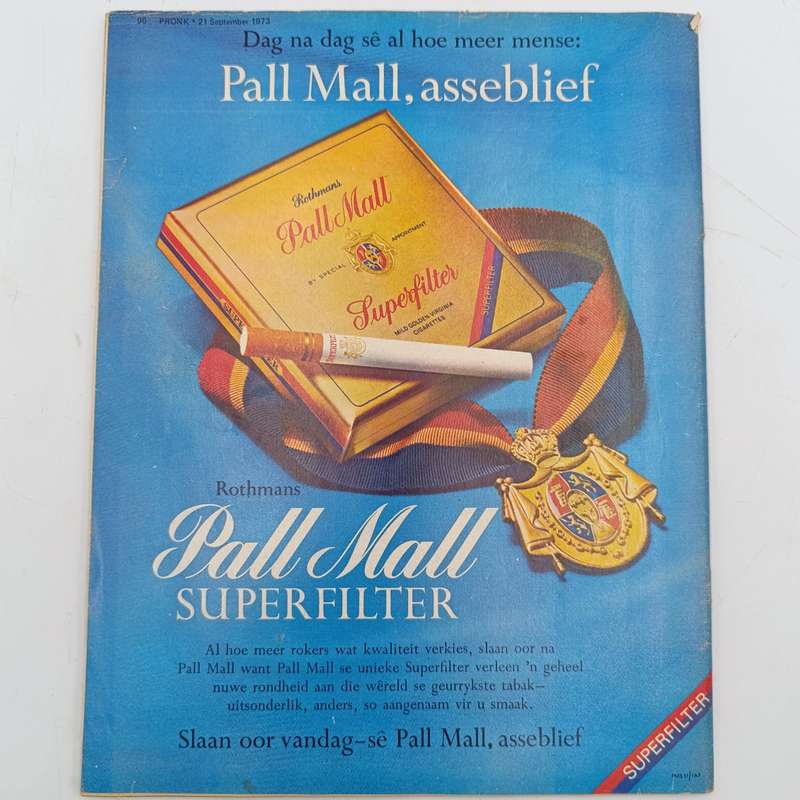 96 PRONK • 21 September 1973
Dag na dag sê al hoe meer mense:
Pall Mall, asseblief
Rothmans
Pall Mall
BY SPECIAL APPOINTMENT
Superfilter
MILD GOLDEN VIRGINIA
CIGARETTES
SUPERFILTER
Rothmans
Pall Mall
SUPERFILTER
Al hoe meer rokers wat kwaliteit verkies, slaan oor na
Pall Mall want Pall Mall se unieke Superfilter verleen 'n geheel
nuwe rondheid aan die wêreld se geurrykste tabak—
uitsonderlik, anders, so aangenaam vir u smaak.
Slaan oor vandag–sê Pall Mall, asseblief
SUPERFILTER